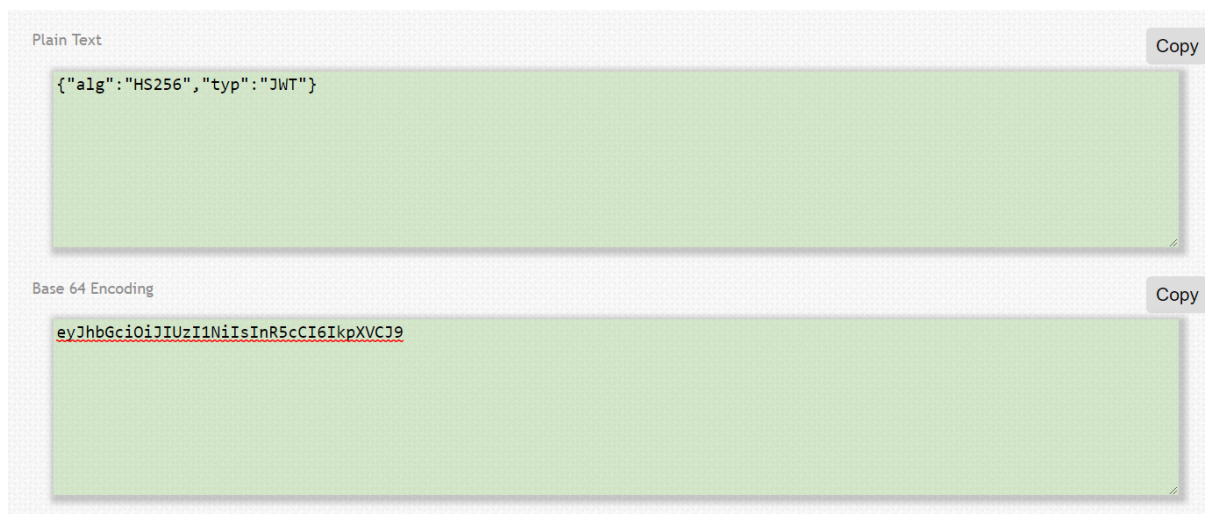 Plain Text
Copy
{"alg":"HS256","typ":"JWT"}
Base 64 Encoding
Copy
eyJhbGciOiJIUzI1NiIsInR5cCI6IkpXVCJ9